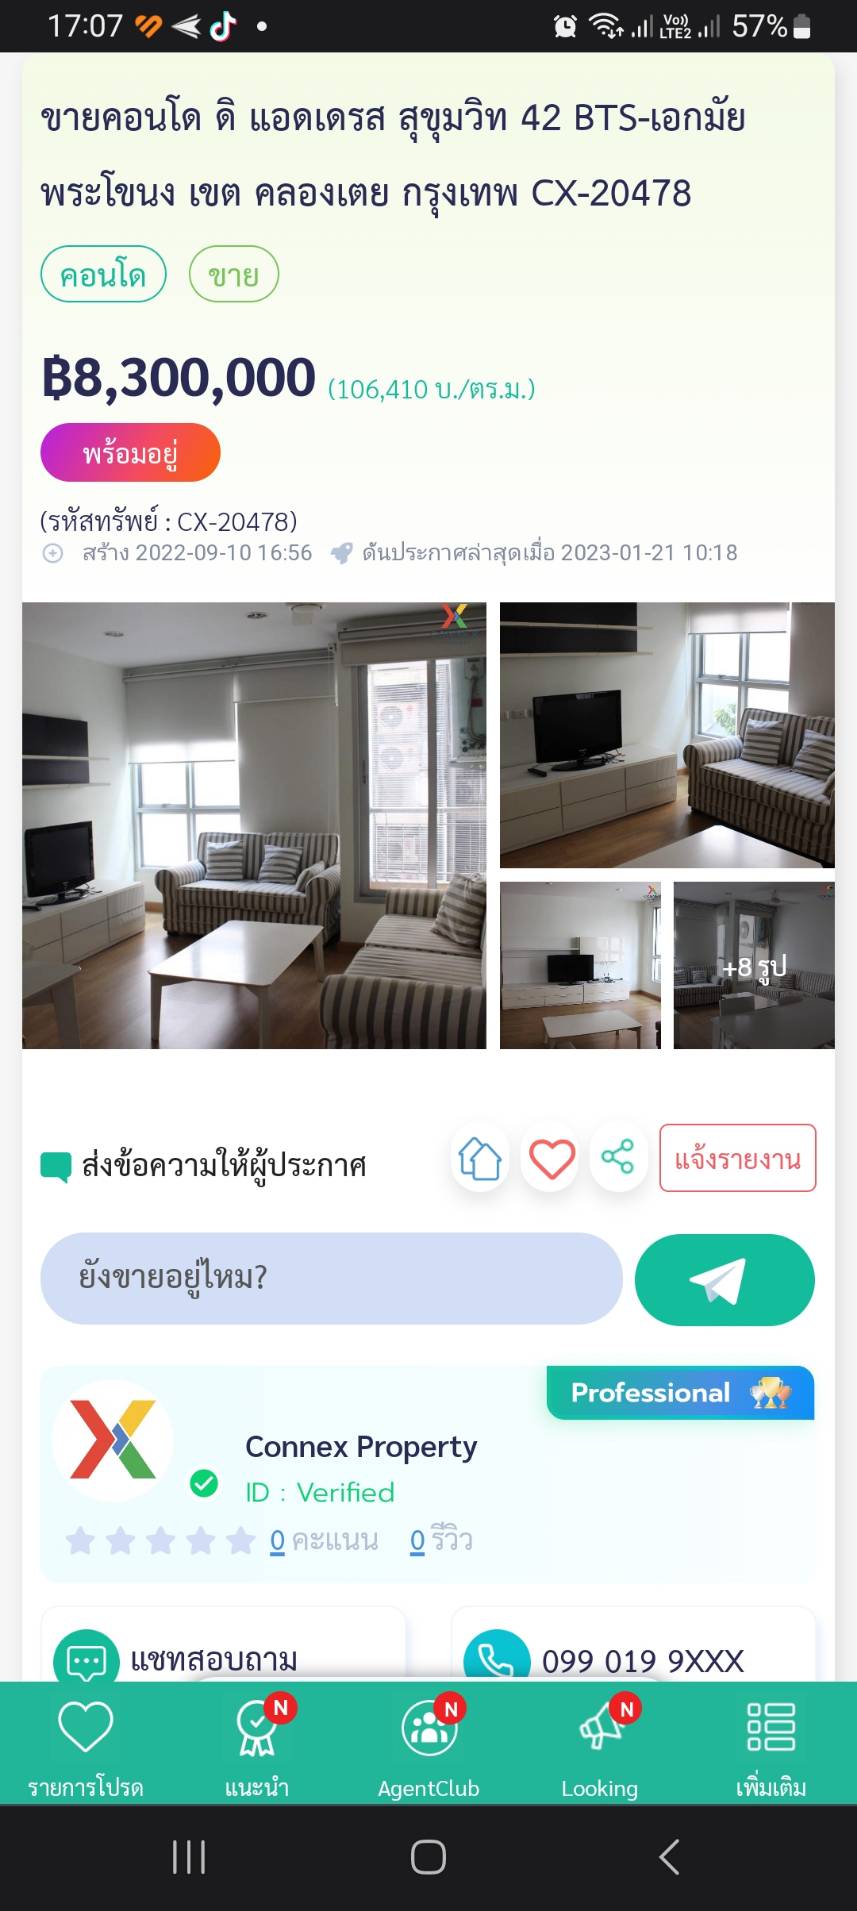 17:07
Vo))
LTE2
57%
ขายคอนโด ดิ แอดเดรส สุขุมวิท 42 BTS-เอกมัย
พระโขนง เขต คลองเตย กรุงเทพ CX-20478
คอนโด
ขาย
฿8,300,000 (106,410 บ./ตร.ม.)
พร้อมอยู่
(รหัสทรัพย์ : CX-20478)
สร้าง 2022-09-10 16:56 ดันประกาศล่าสุดเมื่อ 2023-01-21 10:18
+8 รูป
ส่งข้อความให้ผู้ประกาศ
แจ้งรายงาน
ยังขายอยู่ไหม?
Professional
Connex Property
ID : Verified
0 คะแนน 0 รีวิว
แชทสอบถาม
099 019 9XXX
N
N
N
รายการโปรด
แนะนำ
AgentClub
Looking
เพิ่มเติม